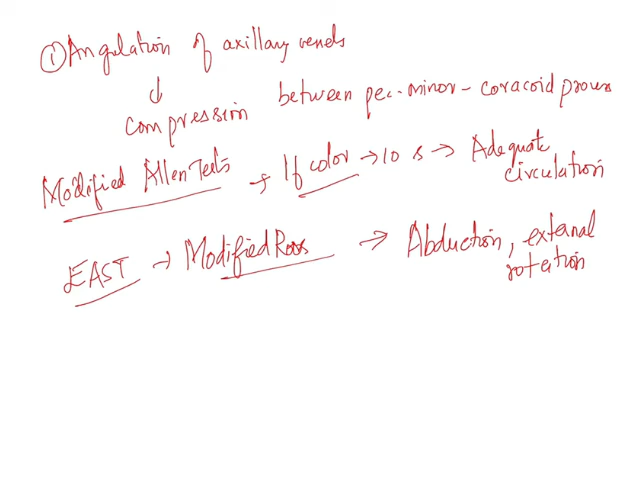 ① Angulation of axillary vessels
↓
compression between pec-minor - coracoid process
Modified Allen Tests → If color → 10 s → Adequate
circulation
EAST → Modified Roos → Abduction, external
rotation